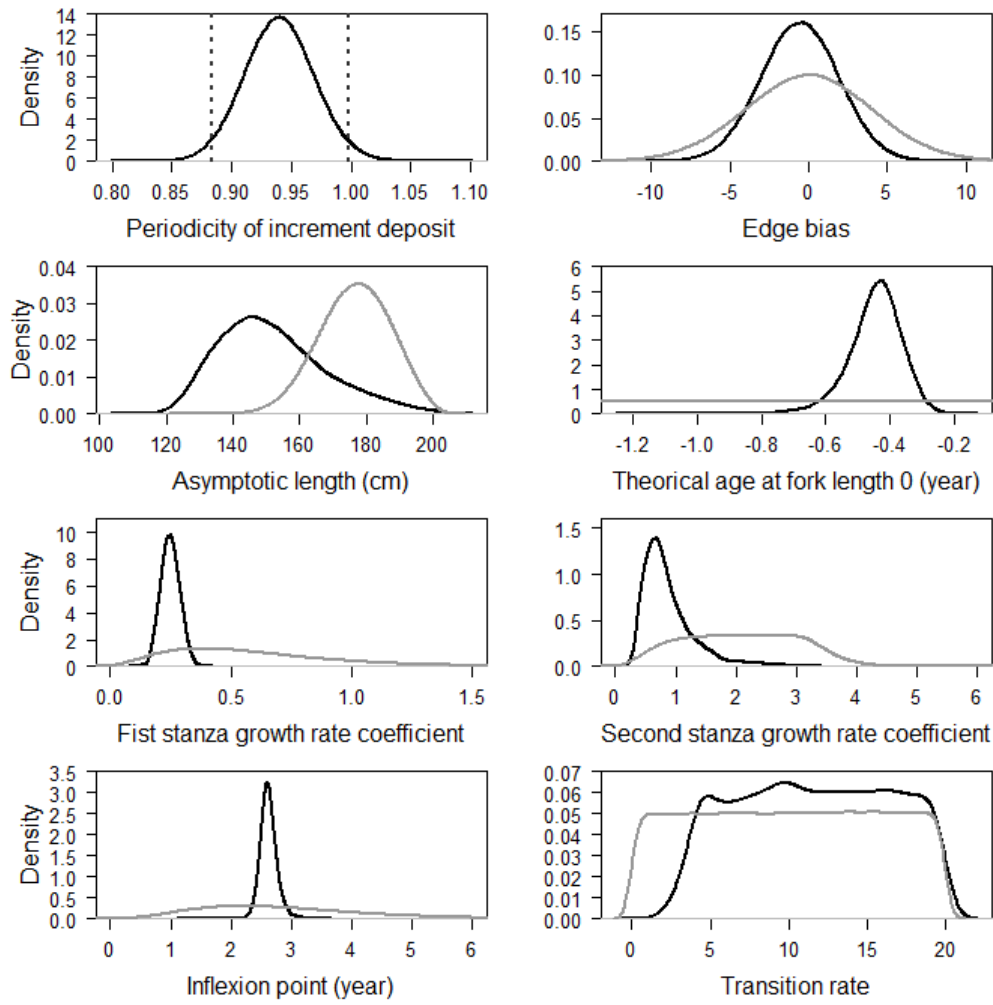 Density
14
12
10
8
6
4
2
0
0.80 0.85 0.90 0.95 1.00 1.05 1.10
Periodicity of increment deposit
0.15
0.10
0.05
0.00
-10 -5 0 5 10
Edge bias
Density
0.04
0.03
0.02
0.01
0.00
100 120 140 160 180 200
Asymptotic length (cm)
6
5
4
3
2
1
0
-1.2 -1.0 -0.8 -0.6 -0.4 -0.2
Theorical age at fork length 0 (year)
Density
10
8
6
4
2
0
0.0 0.5 1.0 1.5
Fist stanza growth rate coefficient
1.5
1.0
0.5
0.0
0 1 2 3 4 5 6
Second stanza growth rate coefficient
Density
3.5
3.0
2.5
2.0
1.5
1.0
0.5
0.0
0 1 2 3 4 5 6
Inflexion point (year)
0.07
0.06
0.05
0.04
0.03
0.02
0.01
0.00
0 5 10 15 20
Transition rate